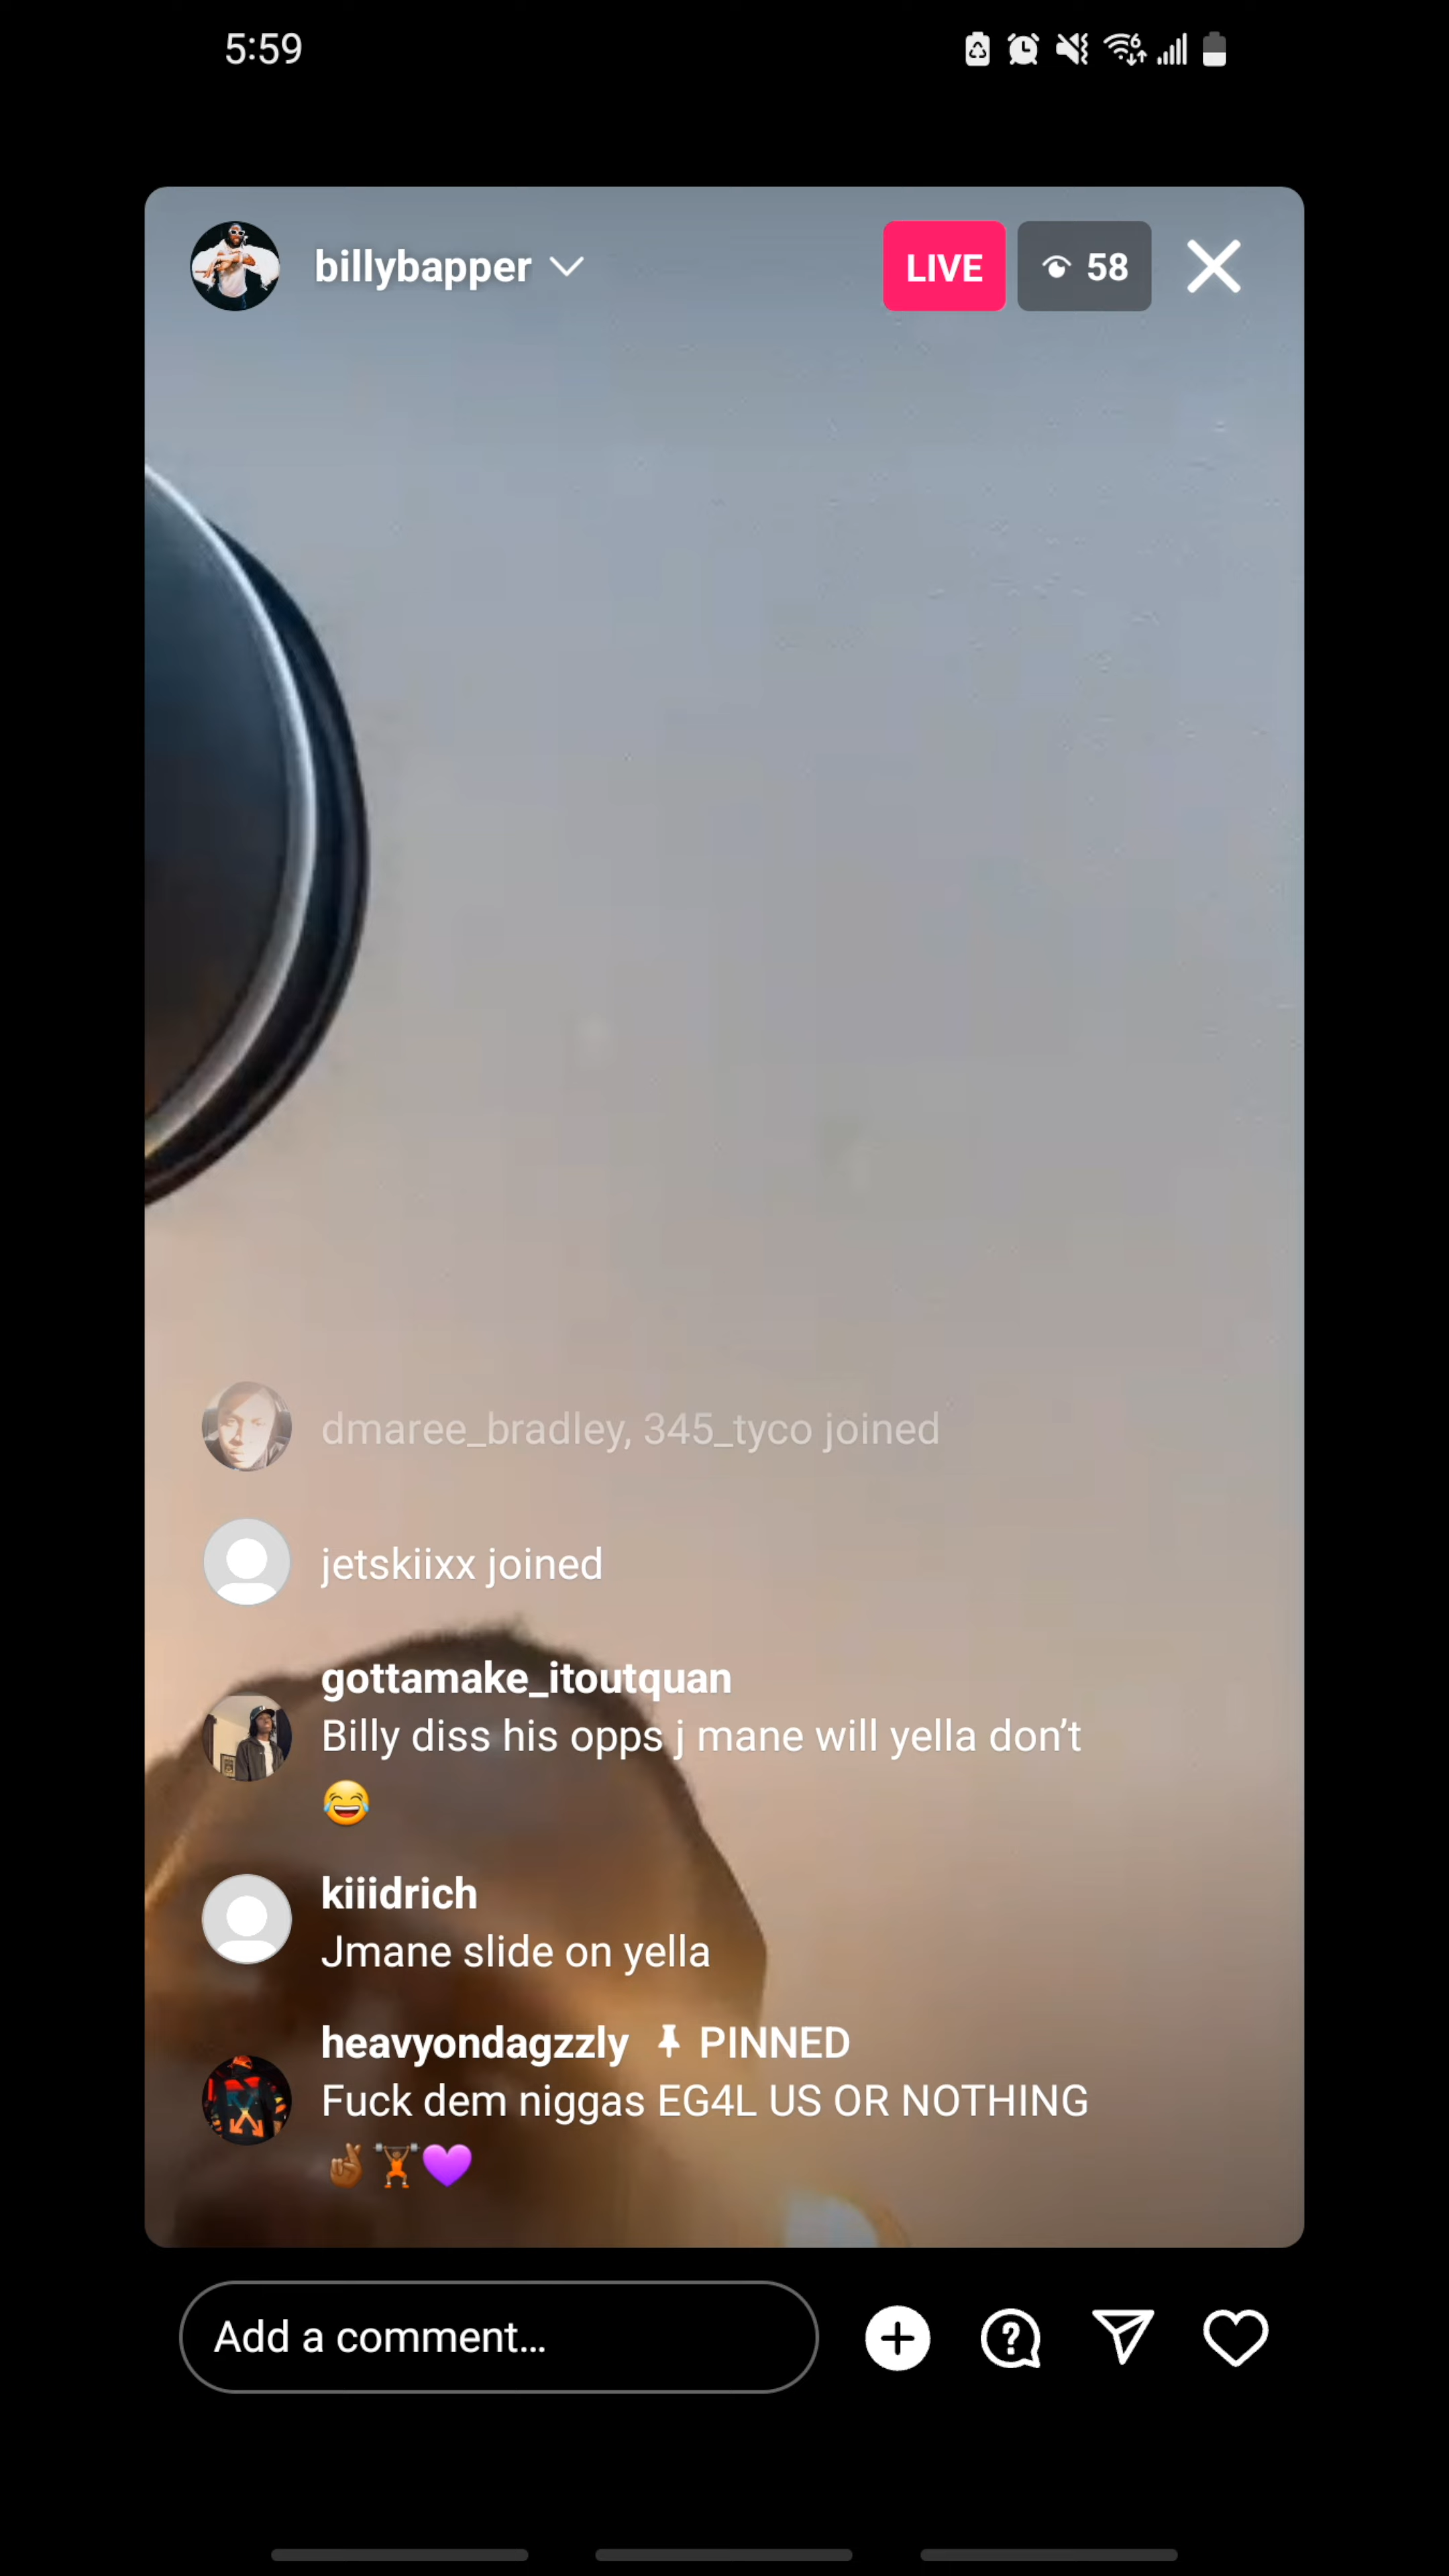 5:59
6
billybapper
LIVE
58
dmaree_bradley, 345_tyco joined
jetskiixx joined
gottamake_itoutquan
Billy diss his opps j mane will yella don’t
😂
kiiidrich
Jmane slide on yella
heavyondagzzly PINNED
Fuck dem niggas EG4L US OR NOTHING
🤞🏾🏋🏾💜
Add a comment…